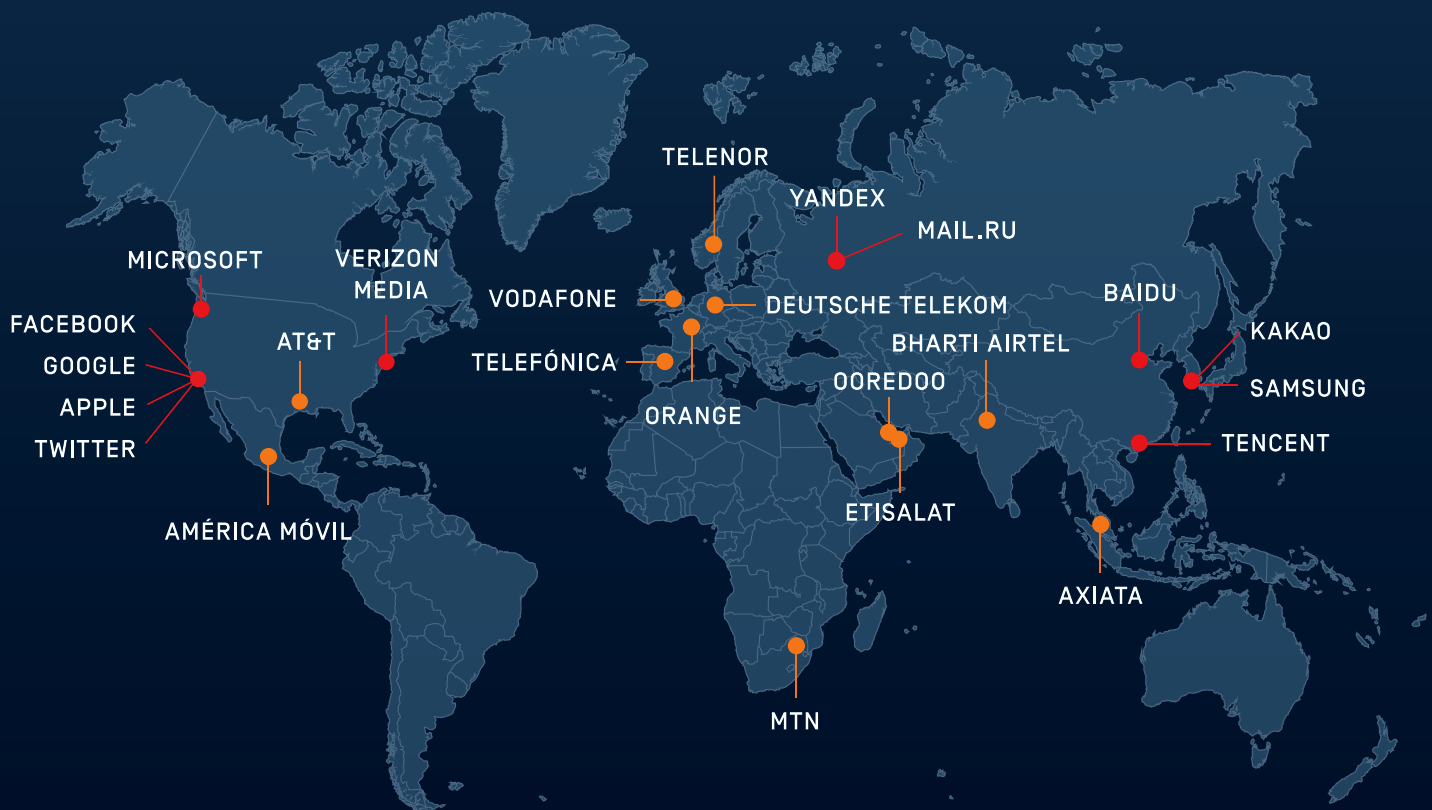 TELENOR
YANDEX
MAIL.RU
MICROSOFT
VERIZON
MEDIA
VODAFONE
DEUTSCHE TELEKOM
BAIDU
FACEBOOK
AT&T
BHARTI AIRTEL
KAKAO
GOOGLE
TELEFÓNICA
OOREDOO
SAMSUNG
APPLE
ORANGE
TWITTER
TENCENT
AMÉRICA MÓVIL
ETISALAT
AXIATA
MTN